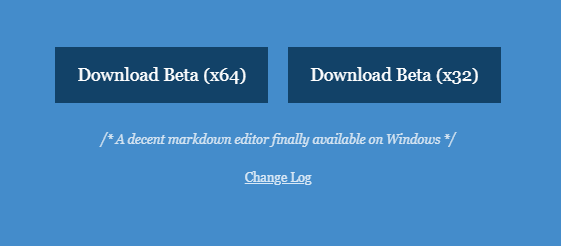 Download Beta (x64) Download Beta (x32)
/* A decent markdown editor finally available on Windows */
Change Log